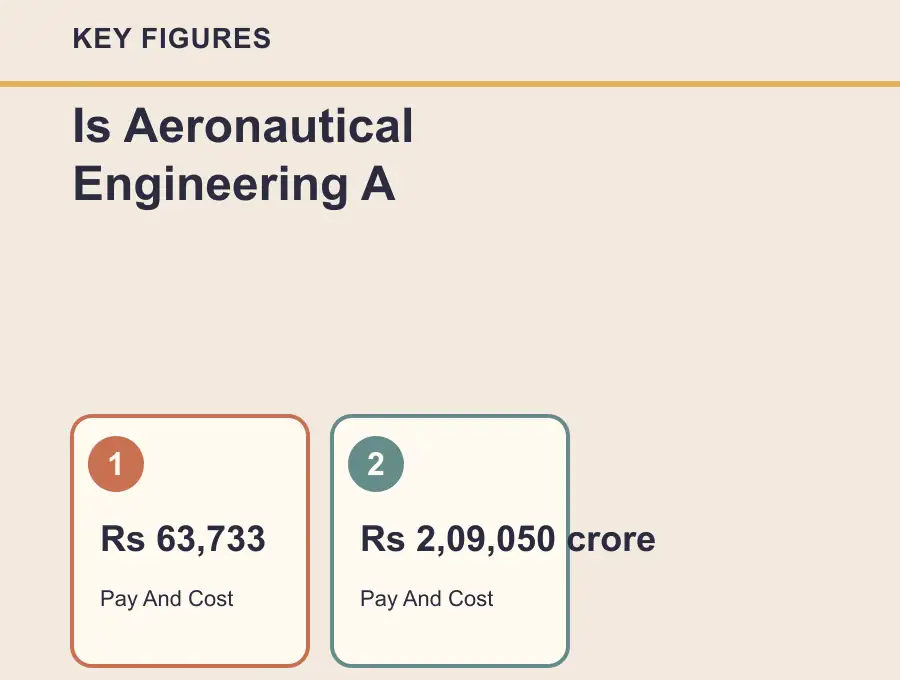 KEY FIGURES
Is Aeronautical
Engineering A
1
Rs 63,733
Pay And Cost
2
Rs 2,09,050 crore
Pay And Cost